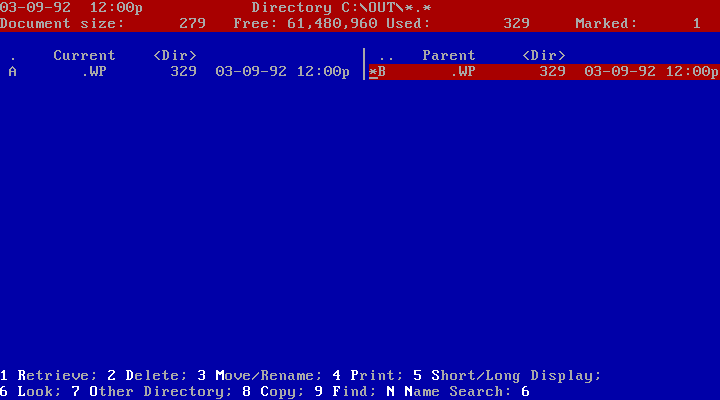 03-09-92  12:00p            Directory C:\OUT\*.*
Document size:      279   Free: 61,480,960 Used:        329     Marked:      1
.    Current    <Dir>                    │ ..   Parent     <Dir>
A       .WP       329  03-09-92 12:00p  │*B       .WP       329  03-09-92 12:00p
1 Retrieve; 2 Delete; 3 Move/Rename; 4 Print; 5 Short/Long Display;
6 Look; 7 Other Directory; 8 Copy; 9 Find; N Name Search: 6